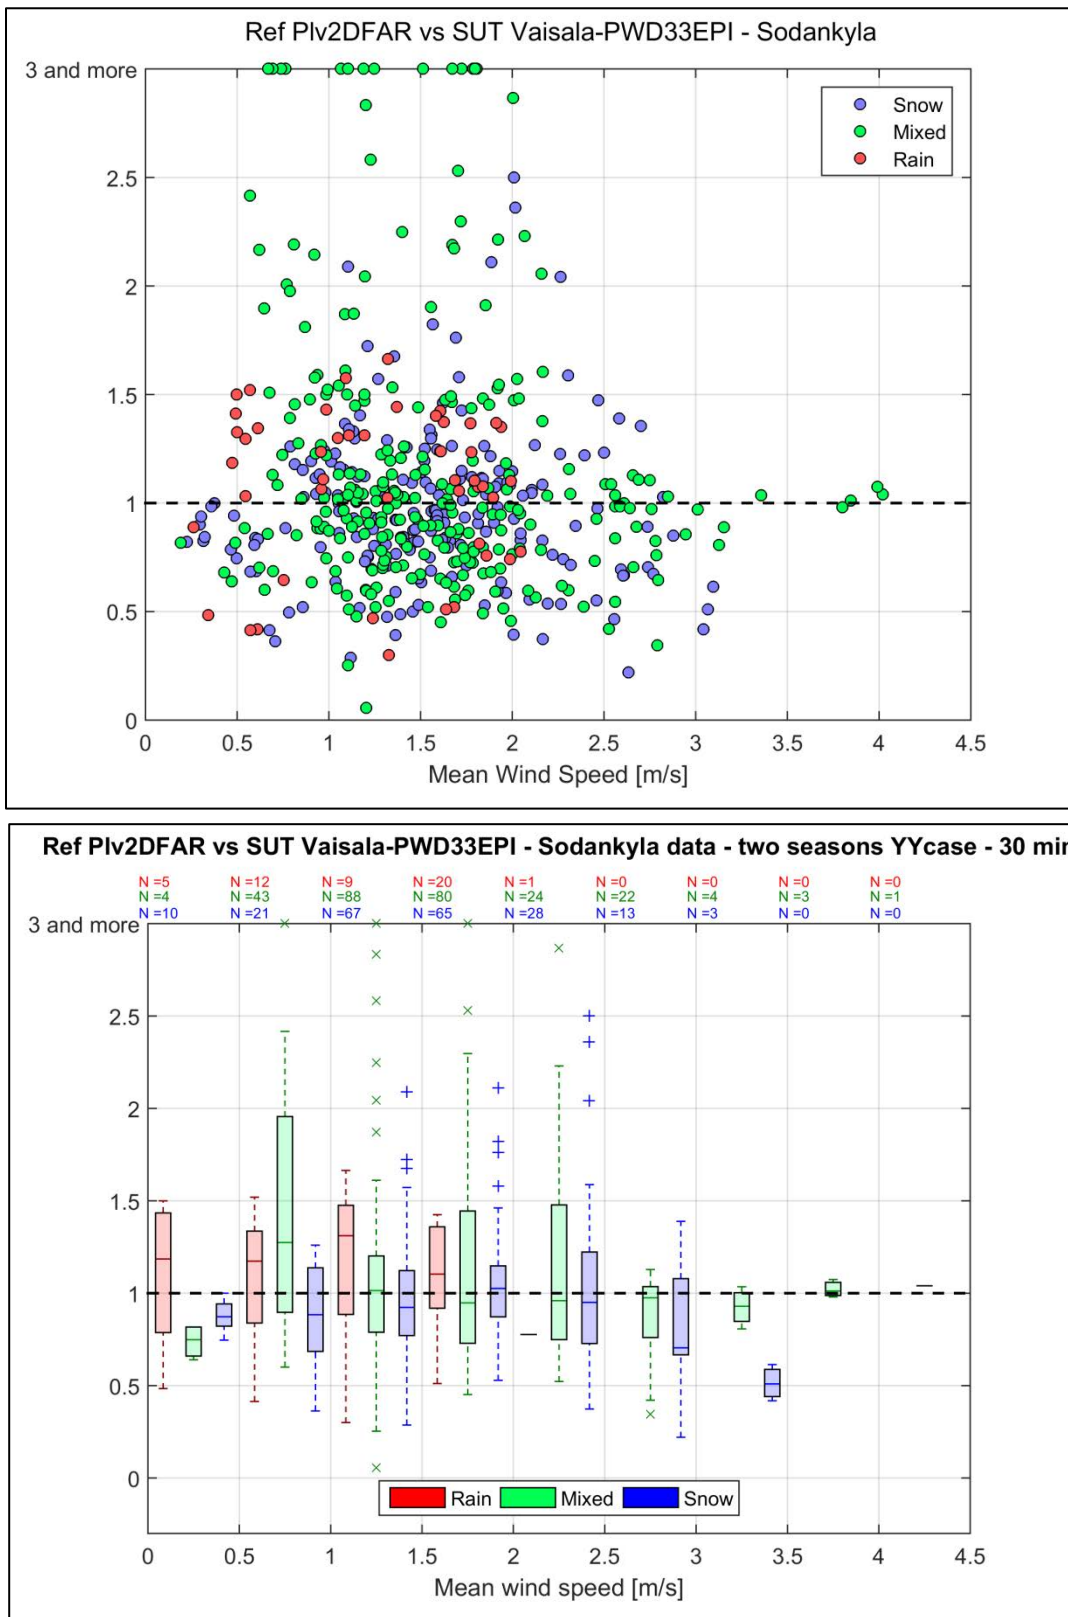 Ref Plv2DFAR vs SUT Vaisala-PWD33EPI - Sodankyla
3 and more
Snow
Mixed
Rain
2.5
2
1.5
1
0.5
0
0 0.5 1 1.5 2 2.5 3 3.5 4 4.5
Mean Wind Speed [m/s]
Ref Plv2DFAR vs SUT Vaisala-PWD33EPI - Sodankyla data - two seasons YYcase - 30 min
N =5 N =12 N =9 N =20 N =1 N =0 N =0 N =0 N =0
N =4 N =43 N =88 N =80 N =24 N =22 N =4 N =3 N =1
N =10 N =21 N =67 N =65 N =28 N =13 N =3 N =0 N =0
3 and more
2.5
2
1.5
1
0.5
0
Rain Mixed Snow
0 0.5 1 1.5 2 2.5 3 3.5 4 4.5
Mean wind speed [m/s]